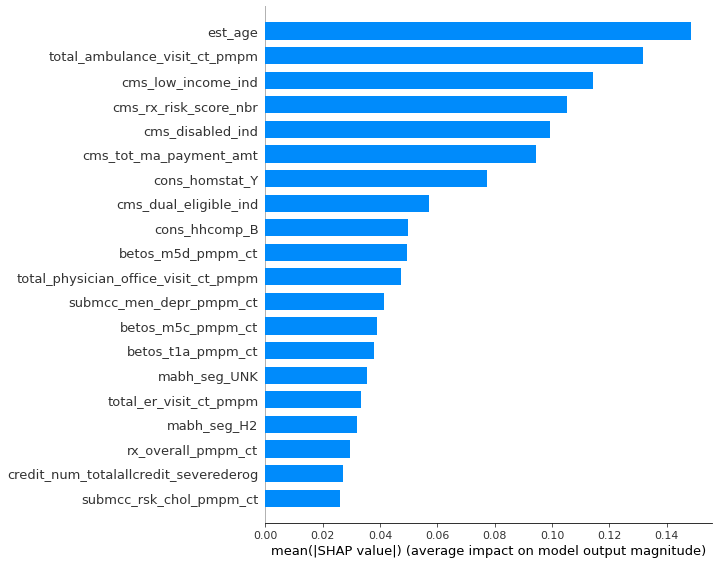 est_age
total_ambulance_visit_ct_pmpm
cms_low_income_ind
cms_rx_risk_score_nbr
cms_disabled_ind
cms_tot_ma_payment_amt
cons_homstat_Y
cms_dual_eligible_ind
cons_hhcomp_B
betos_m5d_pmpm_ct
total_physician_office_visit_ct_pmpm
submcc_men_depr_pmpm_ct
betos_m5c_pmpm_ct
betos_t1a_pmpm_ct
mabh_seg_UNK
total_er_visit_ct_pmpm
mabh_seg_H2
rx_overall_pmpm_ct
credit_num_totalallcredit_severederog
submcc_rsk_chol_pmpm_ct
0.00 0.02 0.04 0.06 0.08 0.10 0.12 0.14
mean(|SHAP value|) (average impact on model output magnitude)